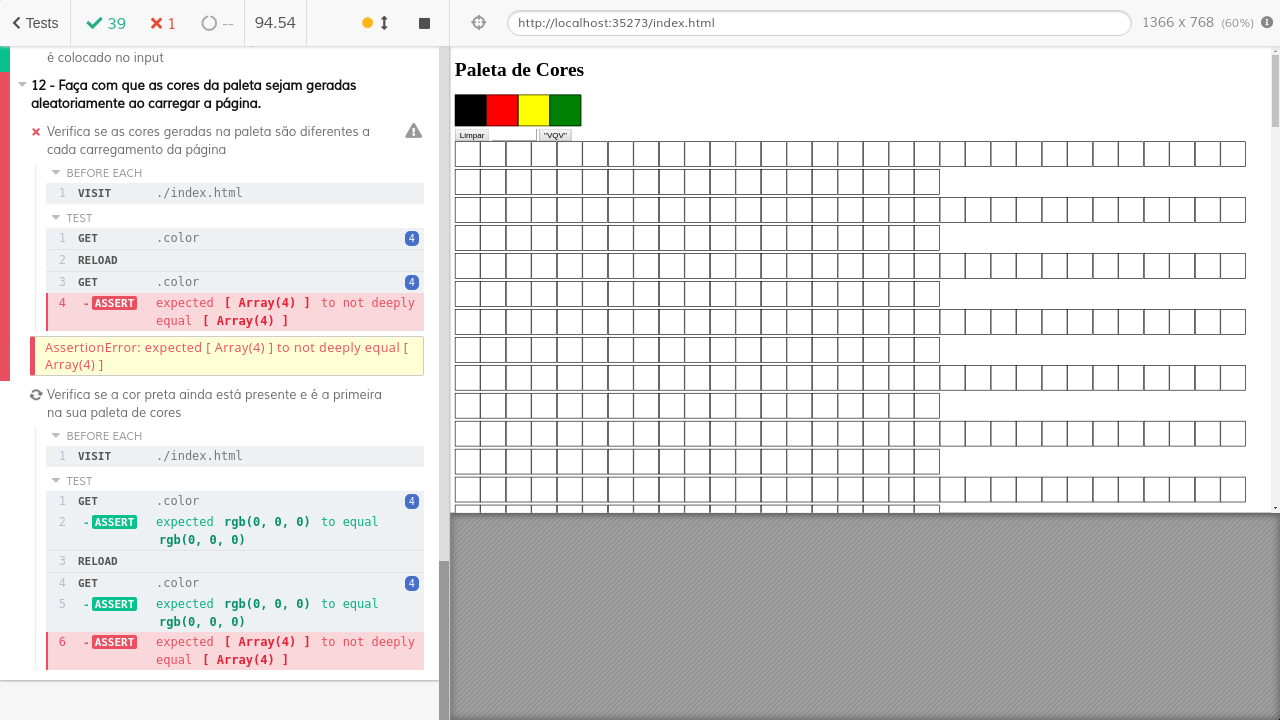 Tests
39
1
--
94.54
http://localhost:35273/index.html
1366 x 768 (60%)
é colocado no input
12 - Faça com que as cores da paleta sejam geradas
aleatoriamente ao carregar a página.
Verifica se as cores geradas na paleta são diferentes a
cada carregamento da página
BEFORE EACH
1 VISIT ./index.html
TEST
1 GET .color 4
2 RELOAD
3 GET .color 4
4 -ASSERT expected [ Array(4) ] to not deeply
equal [ Array(4) ]
AssertionError: expected [ Array(4) ] to not deeply equal [
Array(4) ]
Verifica se a cor preta ainda está presente e é a primeira
na sua paleta de cores
BEFORE EACH
1 VISIT ./index.html
TEST
1 GET .color 4
2 -ASSERT expected rgb(0, 0, 0) to equal
rgb(0, 0, 0)
3 RELOAD
4 GET .color 4
5 -ASSERT expected rgb(0, 0, 0) to equal
rgb(0, 0, 0)
6 -ASSERT expected [ Array(4) ] to not deeply
equal [ Array(4) ]
Paleta de Cores
Limpar "VQV"